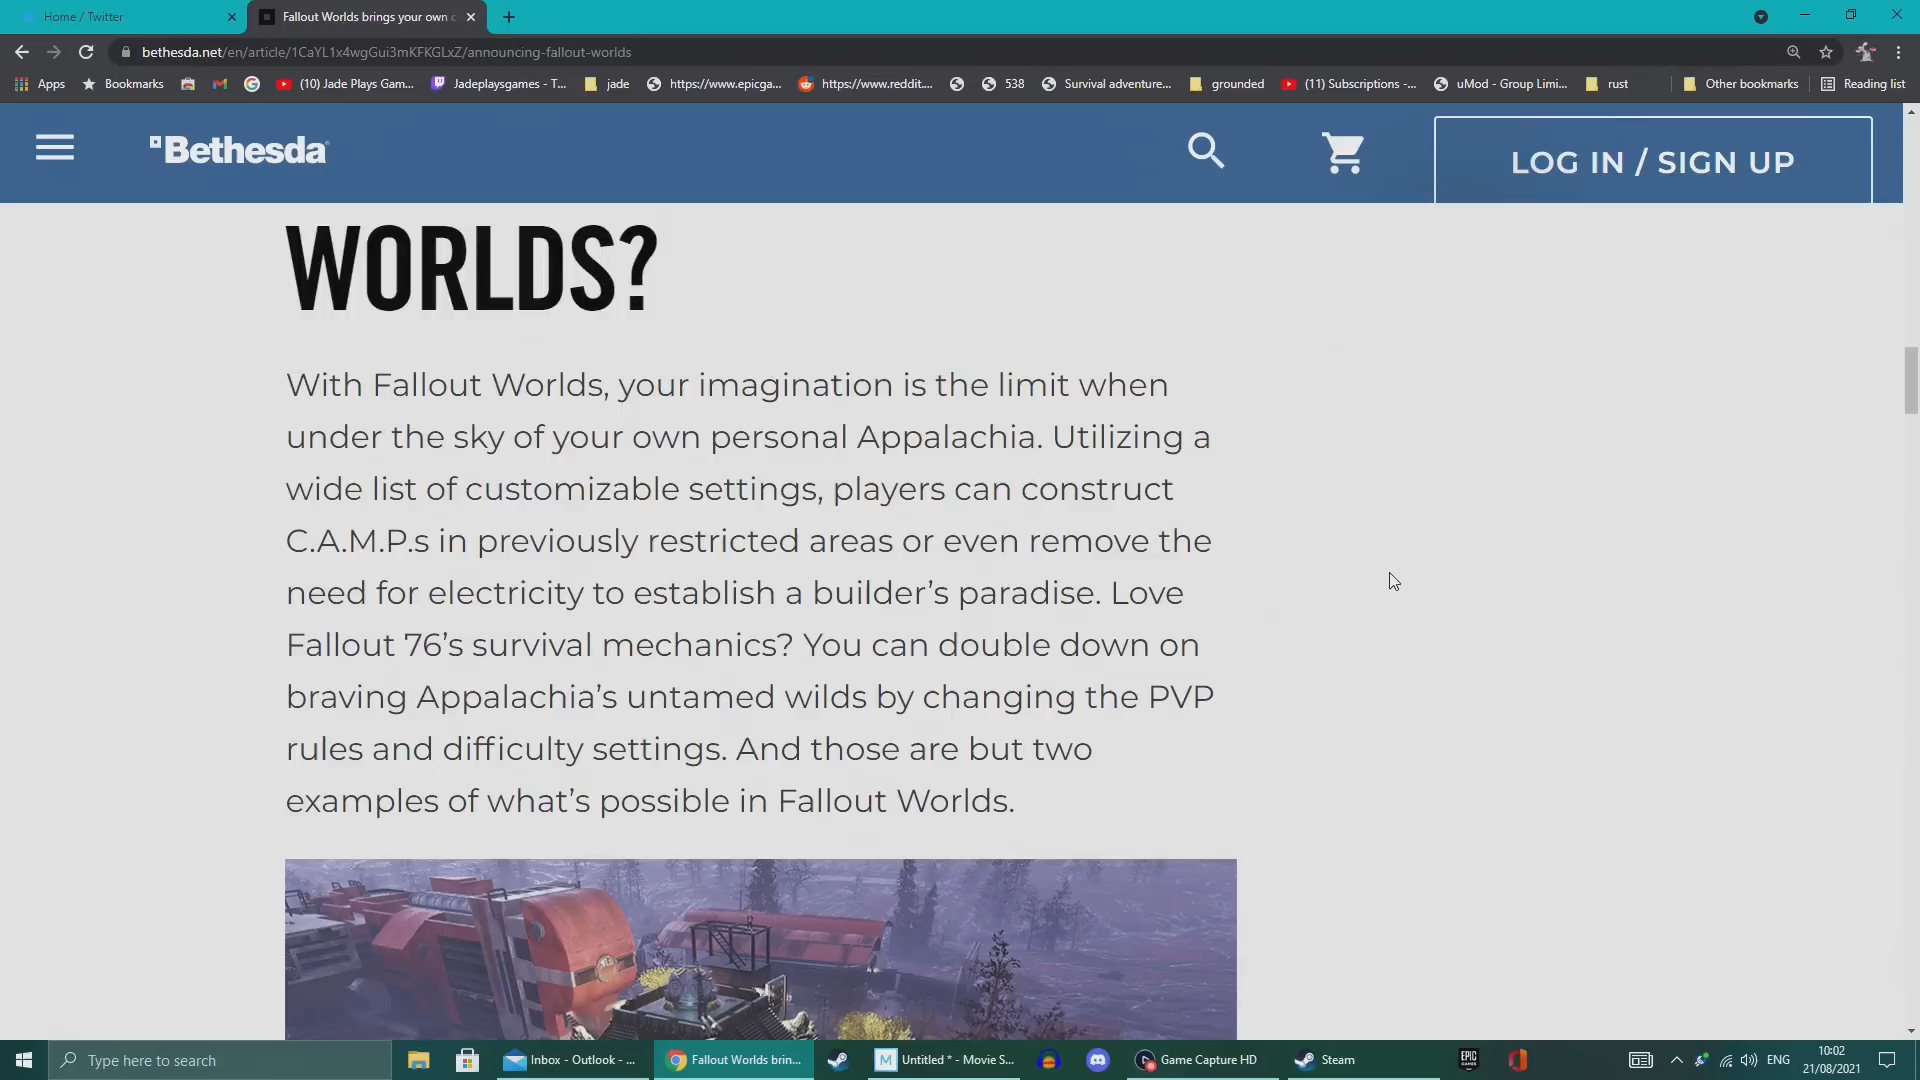 Home / Twitter
Fallout Worlds brings your own c
bethesda.net/en/article/1CaYL1x4wgGui3mKFKGLxZ/announcing-fallout-worlds
Apps
Bookmarks
(10) Jade Plays Gam...
Jadeplaysgames - T...
jade
https://www.epicga...
https://www.reddit....
538
Survival adventure...
grounded
(11) Subscriptions -...
uMod - Group Limi...
rust
Other bookmarks
Reading list
Bethesda
LOG IN / SIGN UP
WORLDS?
With Fallout Worlds, your imagination is the limit when
under the sky of your own personal Appalachia. Utilizing a
wide list of customizable settings, players can construct
C.A.M.P.s in previously restricted areas or even remove the
need for electricity to establish a builder’s paradise. Love
Fallout 76’s survival mechanics? You can double down on
braving Appalachia’s untamed wilds by changing the PVP
rules and difficulty settings. And those are but two
examples of what’s possible in Fallout Worlds.
Type here to search
Inbox - Outlook - ...
Fallout Worlds brin...
M
Untitled * - Movie S...
Game Capture HD
Steam
EPIC GAMES
ENG
10:02
21/08/2021